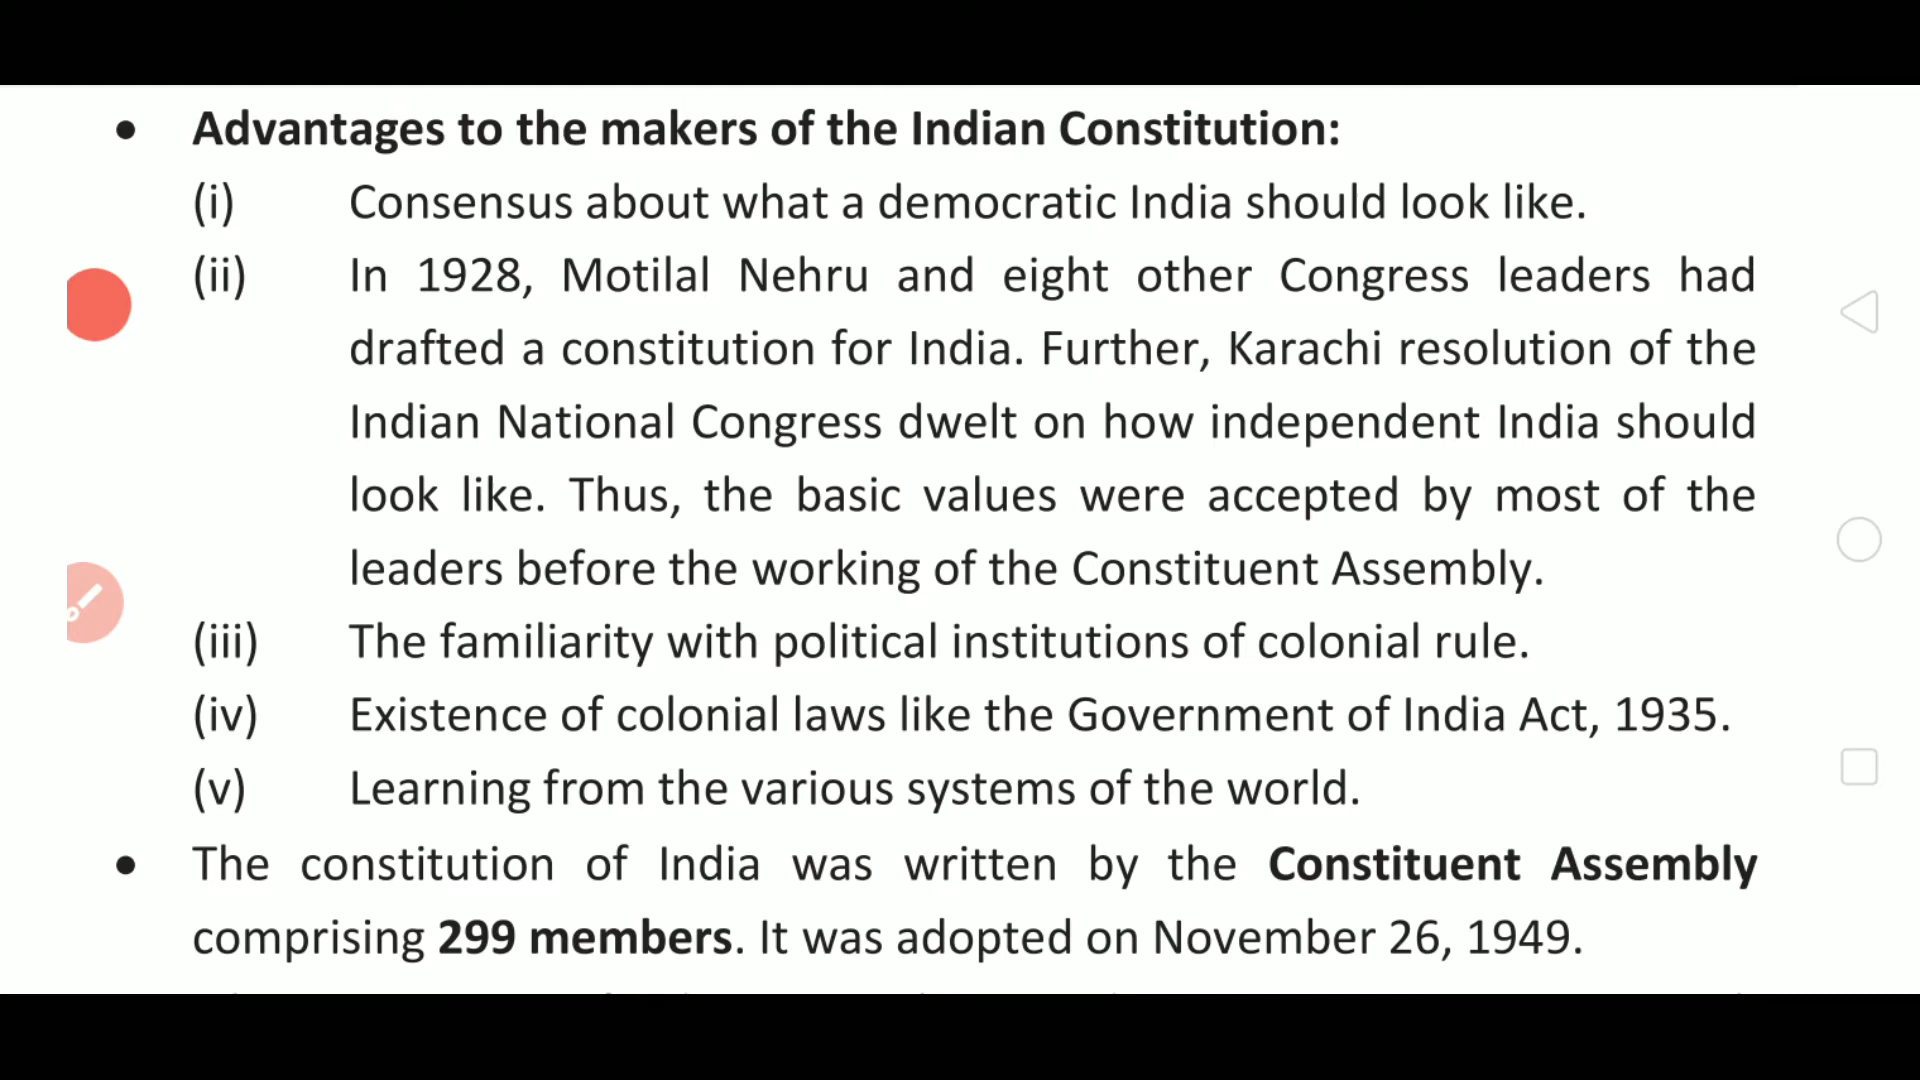 • Advantages to the makers of the Indian Constitution:
(i) Consensus about what a democratic India should look like.
(ii) In 1928, Motilal Nehru and eight other Congress leaders had
drafted a constitution for India. Further, Karachi resolution of the
Indian National Congress dwelt on how independent India should
look like. Thus, the basic values were accepted by most of the
leaders before the working of the Constituent Assembly.
(iii) The familiarity with political institutions of colonial rule.
(iv) Existence of colonial laws like the Government of India Act, 1935.
(v) Learning from the various systems of the world.
• The constitution of India was written by the Constituent Assembly
comprising 299 members. It was adopted on November 26, 1949.